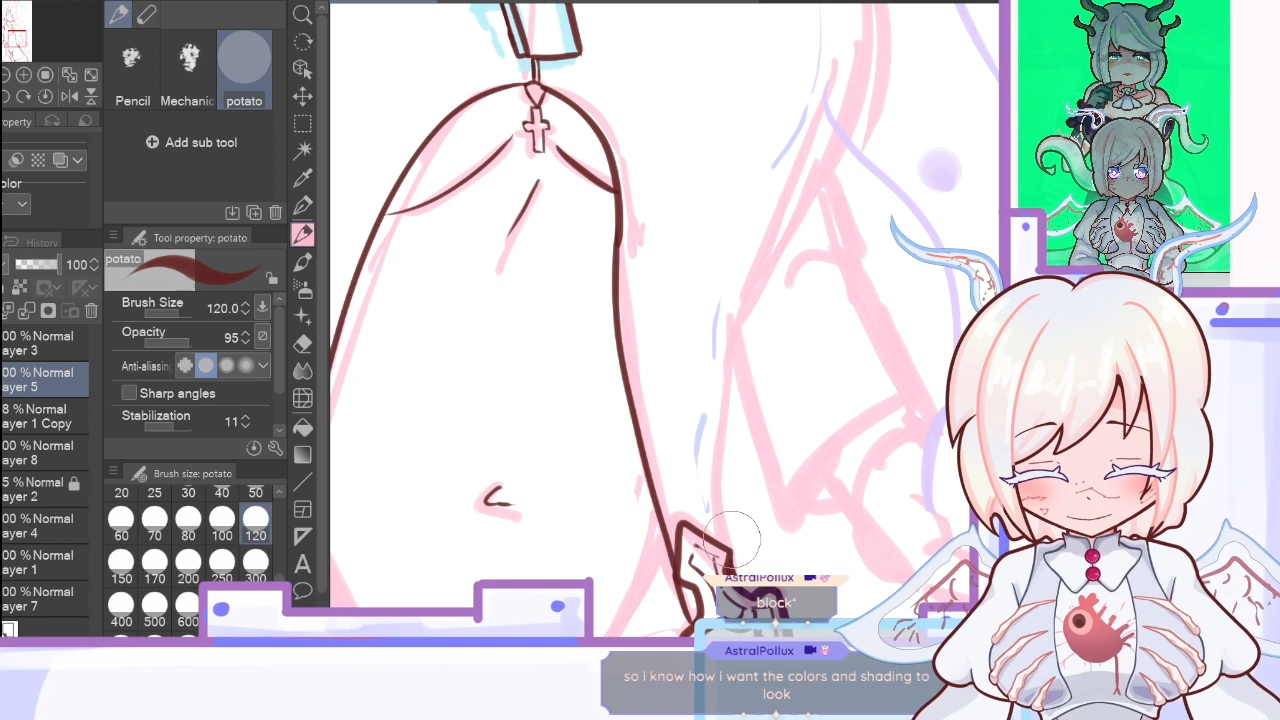 Pencil
Mechanic
potato
Add sub tool
roperty
olor
History
100
00 %Normal
ayer 3
00 %Normal
ayer 5
8 %Normal
ayer 1 Copy
00 %Normal
ayer 8
5 %Normal
ayer 2
00 %Normal
ayer 4
00 %Normal
ayer 1
00 %Normal
ayer 7
Tool property: potato
potato
Brush Size
120.0
Opacity
95
Anti-aliasing
Sharp angles
Stabilization
11
Brush size: potato
20 25 30 40 50
60 70 80 100 120
150 170 200 250 300
400 500 600
A
AstralPollux
block*
AstralPollux
so i know how i want the colors and shading to
look